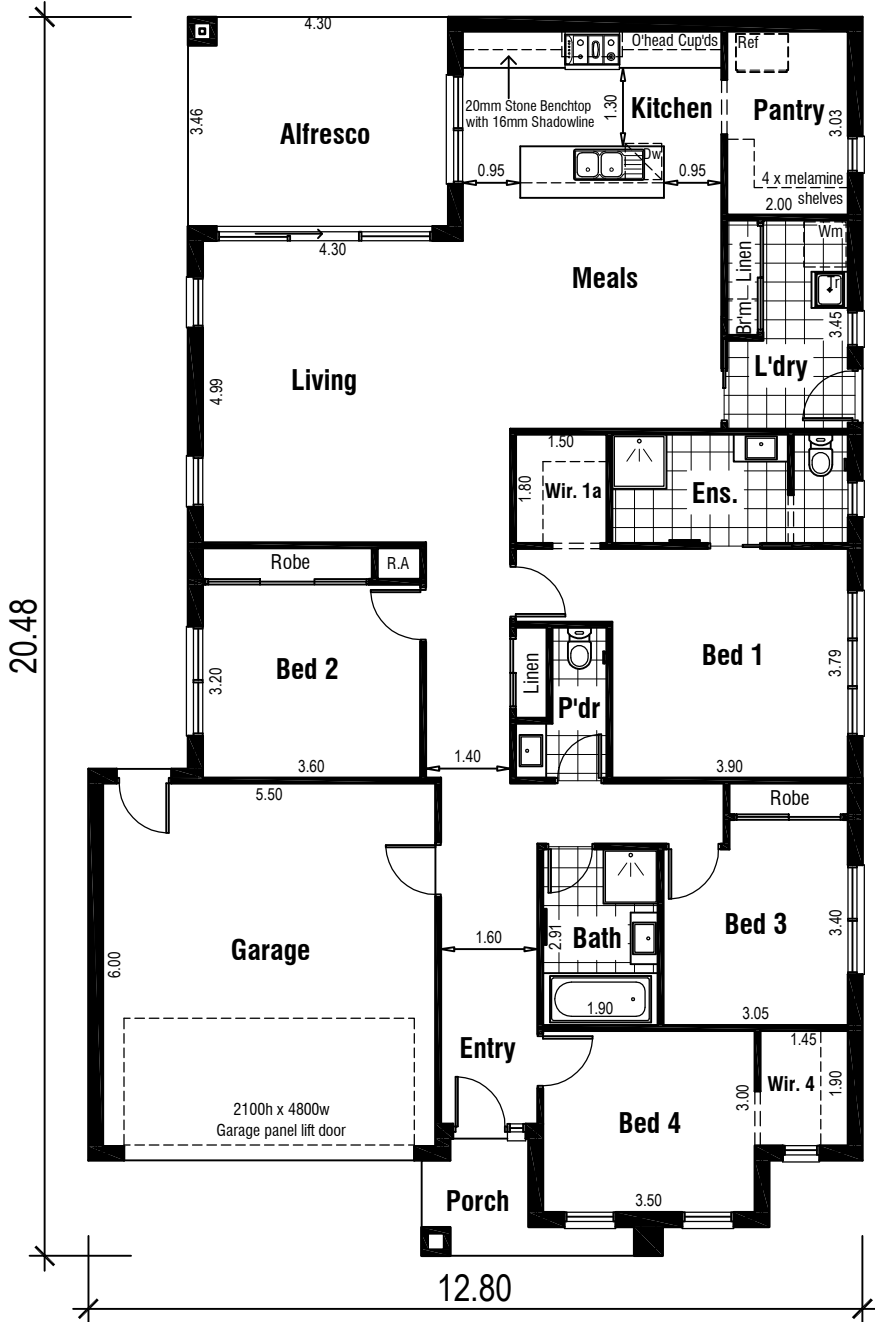 4.30
O'head Cup'ds
Ref
20mm Stone Benchtop
with 16mm Shadowline
1.30
Kitchen
Pantry
3.03
3.46
Alfresco
Dw
0.95
0.95
4 x melamine
shelves
2.00
4.30
Wm
Linen
Br'm
Tr
3.45
Meals
L'dry
Living
4.99
1.50
1.80
Wir. 1a
Ens.
Robe
R.A
20.48
Bed 2
3.20
Linen
Bed 1
3.79
P'dr
3.60
1.40
3.90
5.50
Robe
Garage
6.00
1.60
2.91
Bath
Bed 3
3.40
1.90
3.05
Entry
1.45
Wir. 4
1.90
3.00
2100h x 4800w
Garage panel lift door
Bed 4
Porch
3.50
12.80